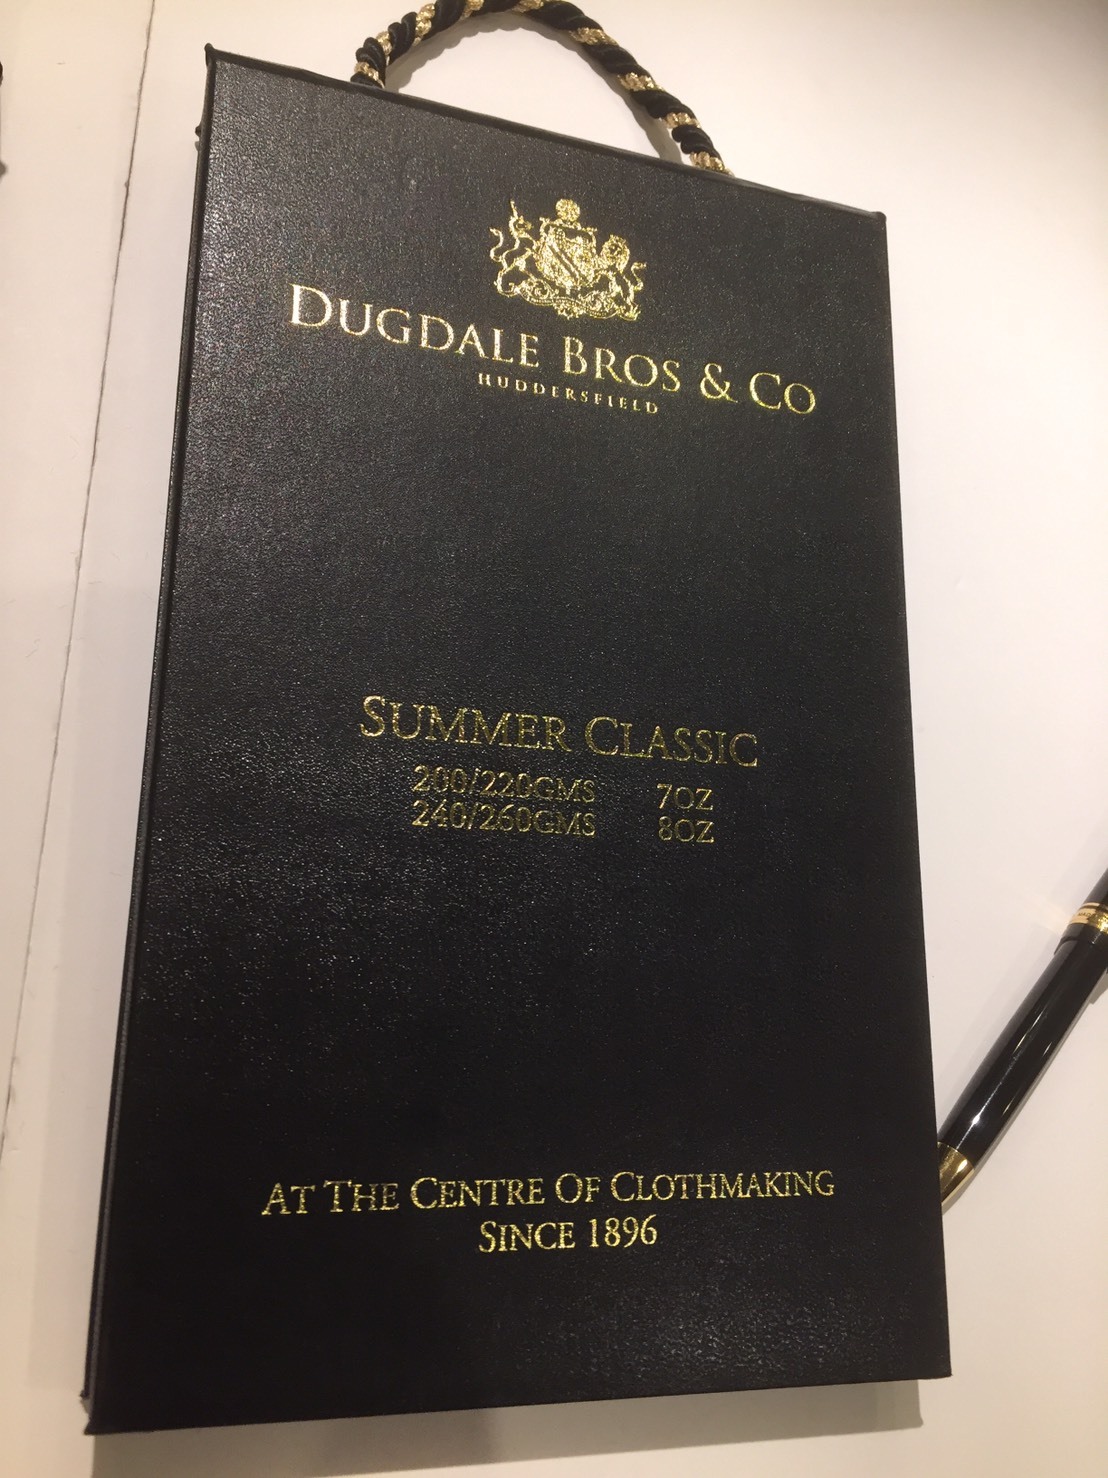 DUGDALE BROS & CO
HUDDERSFIELD
SUMMER CLASSIC
200/220GMS 7OZ
240/260GMS 8OZ
AT THE CENTRE OF CLOTHMAKING
SINCE 1896